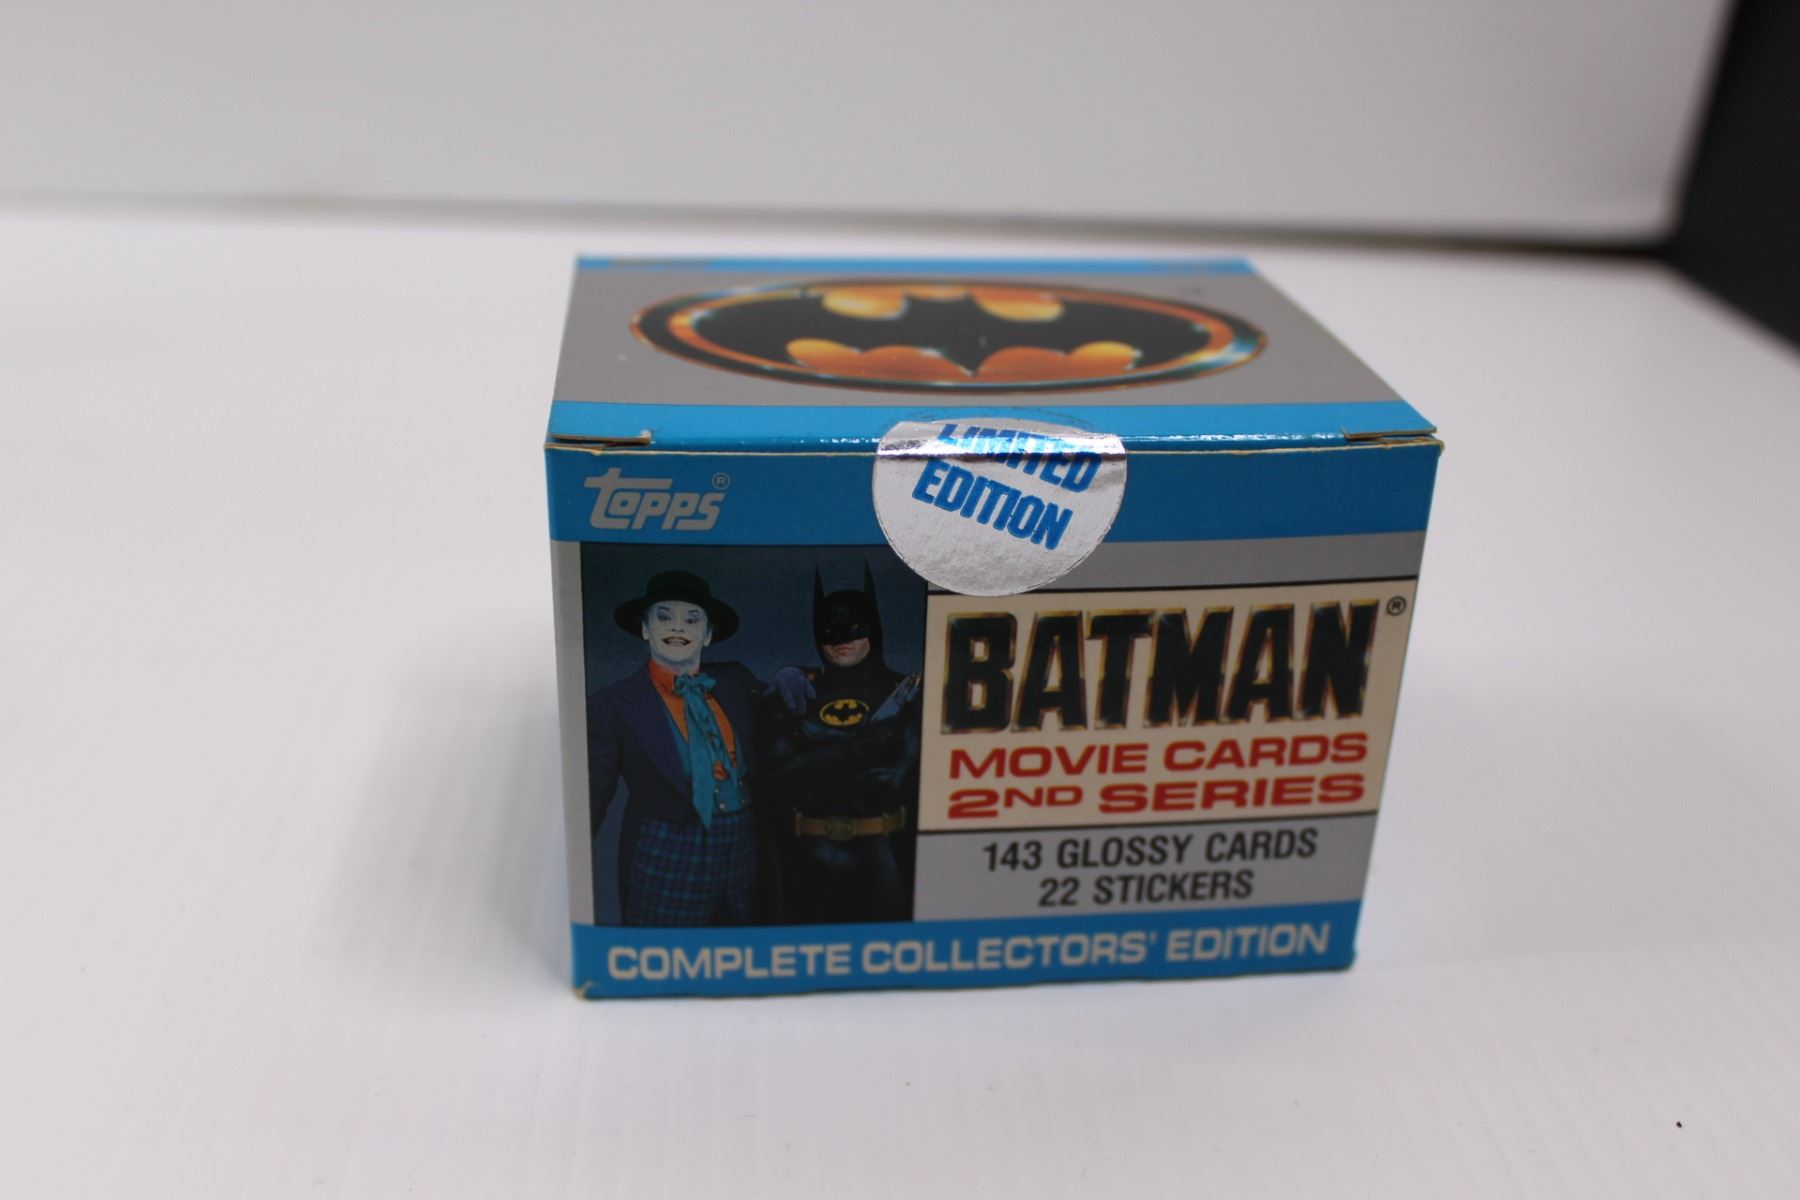 LIMITED
EDITION
TOPPS®
BATMAN®
MOVIE CARDS
2ND SERIES
143 GLOSSY CARDS
22 STICKERS
COMPLETE COLLECTORS' EDITION